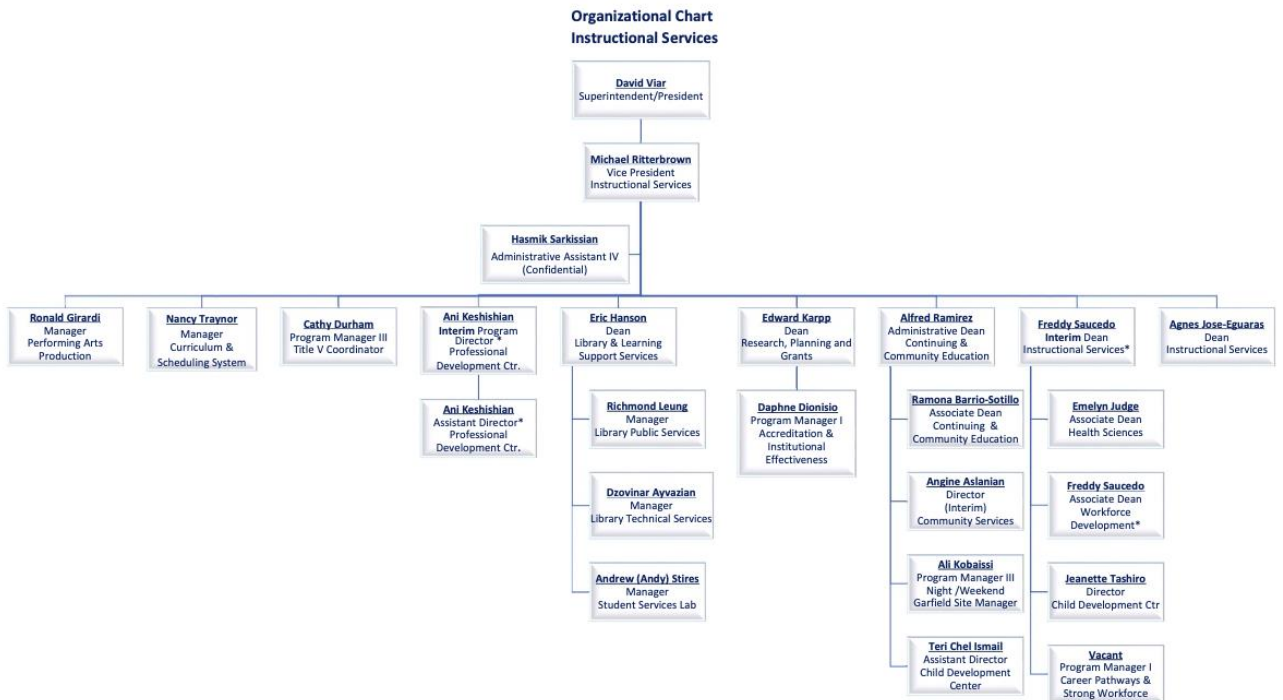 Organizational Chart
Instructional Services
David Viar
Superintendent/President
Michael Ritterbrown
Vice President
Instructional Services
Hasmik Sarkissian
Administrative Assistant IV
(Confidential)
Ronald Girardi
Manager
Performing Arts
Production
Nancy Traynor
Manager
Curriculum &
Scheduling System
Cathy Durham
Program Manager III
Title V Coordinator
Ani Keshishian
Interim Program
Director *
Professional
Development Ctr.
Ani Keshishian
Assistant Director*
Professional
Development Ctr.
Eric Hanson
Dean
Library & Learning
Support Services
Richmond Leung
Manager
Library Public Services
Dzovinar Ayvazian
Manager
Library Technical Services
Andrew (Andy) Stires
Manager
Student Services Lab
Edward Karpp
Dean
Research, Planning and
Grants
Daphne Dionisio
Program Manager I
Accreditation &
Institutional
Effectiveness
Alfred Ramirez
Administrative Dean
Continuing &
Community Education
Ramona Barrio-Sotillo
Associate Dean
Continuing &
Community Education
Angine Aslanian
Director
(Interim)
Community Services
Ali Kobaissi
Program Manager III
Night /Weekend
Garfield Site Manager
Teri Chel Ismail
Assistant Director
Child Development
Center
Freddy Saucedo
Interim Dean
Instructional Services*
Emelyn Judge
Associate Dean
Health Sciences
Freddy Saucedo
Associate Dean
Workforce
Development*
Jeanette Tashiro
Director
Child Development Ctr
Vacant
Program Manager I
Career Pathways &
Strong Workforce
Agnes Jose-Eguaras
Dean
Instructional Services